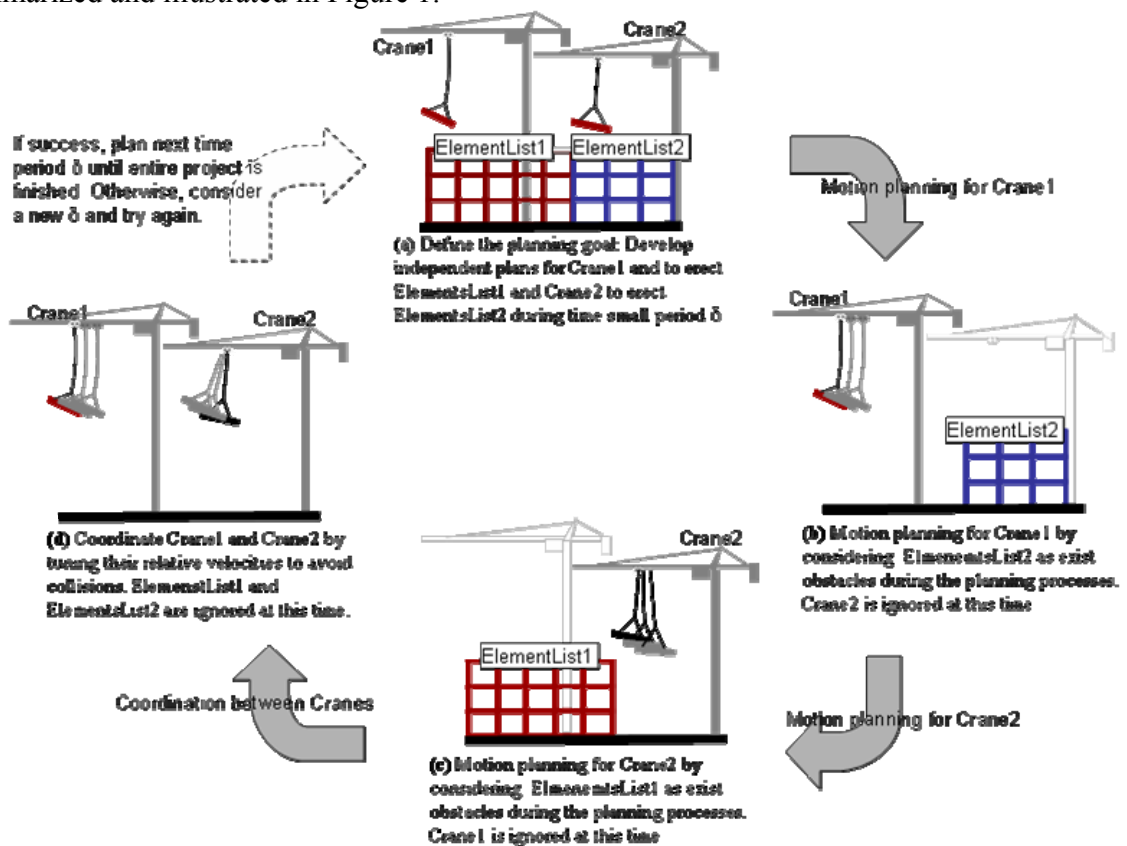 marized and illustrated in Figure 1.
Crane1
Crane2
ElementList1
ElementList2
If success, plan next time
period δ until entire project is
finished Otherwise, consider
a new δ and try again.
Motion planning for Crane1
(a) Define the planning goal: Develop
independent plans for Crane1 and to erect
ElementsList1 and Crane2 to erect
ElementsList2 during time small period δ
Crane1
Crane2
Crane1
ElementList2
(d) Coordinate Crane1 and Crane2 by
tuning their relative velocities to avoid
collisions. ElemenstList1 and
ElementsList2 are ignored at this time.
Crane2
(b) Motion planning for Crane1 by
considering ElmenentsList2 as exist
obstacles during the planning processes.
Crane2 is ignored at this time
ElementList1
Coordination between Cranes
Motion planning for Crane2
(c) Motion planning for Crane2 by
considering ElmenentsList1 as exist
obstacles during the planning processes.
Crane1 is ignored at this time